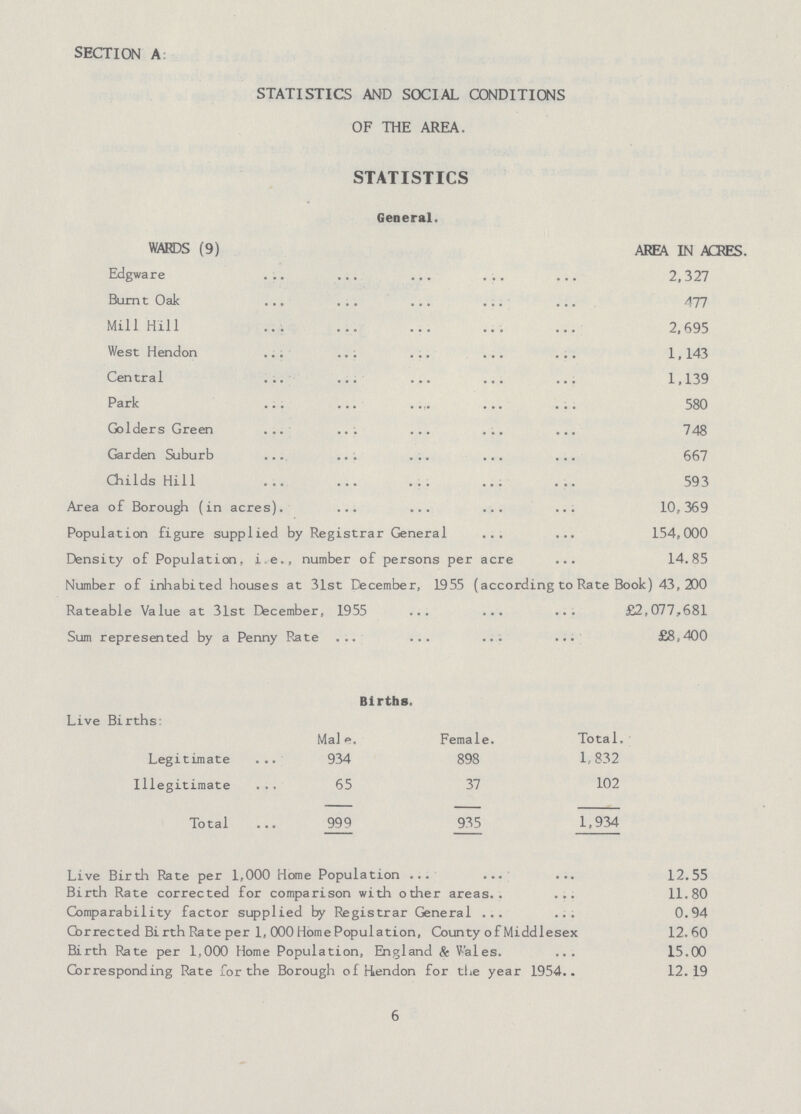 SECTION A:
STATISTICS AND SOCIAL CONDITIONS
OF THE AREA.
STATISTICS
General.
WARDS (9) AREA IN ACRES.
Edgware ... ... ... ... ... 2,327
Burnt Oak ... ... ... ... ... 477
Mill Hill ... ... ... ... ... 2,695
West Hendon ... ... ... ... ... 1,143
Central ... ... ... ... ... 1,139
Park ... ... ... ... ... 580
Golders Green ... ... ... ... ... 748
Garden Suburb ... ... ... ... ... 667
Childs Hill ... ... ... ... ... 593
Area of Borough (in acres). ... ... ... ... 10,369
Population figure supplied by Registrar General ... ... 154,000
Density of Population, i.e., number of persons per acre ... 14.85
Number of inhabited houses at 31st December, 1955 (according to Rate Book) 43,200
Rateable Value at 31st December, 1955 ... ... ... £2,077,681
Sum represented by a Penny Rate ... ... ... ... £8,400
Births.
Live Births:
Male. Female. Total.
Legitimate ... 934 898 1,832
Illegitimate ... 65 37 102
Total ... 999 935 1,934
Live Birth Rate per 1,000 Home Population ... ... ... 12.55
Birth Rate corrected for comparison with other areas.. ... 11.80
Comparability factor supplied by Registrar General ... ... 0.94
Corrected Birth Rate per 1,000 Home Population, County of Middlesex 12.60
Birth Rate per 1,000 Home Population, England & Wales. ... 15.00
Corresponding Rate for the Borough of Hendon for the year 1954.. 12.19
6